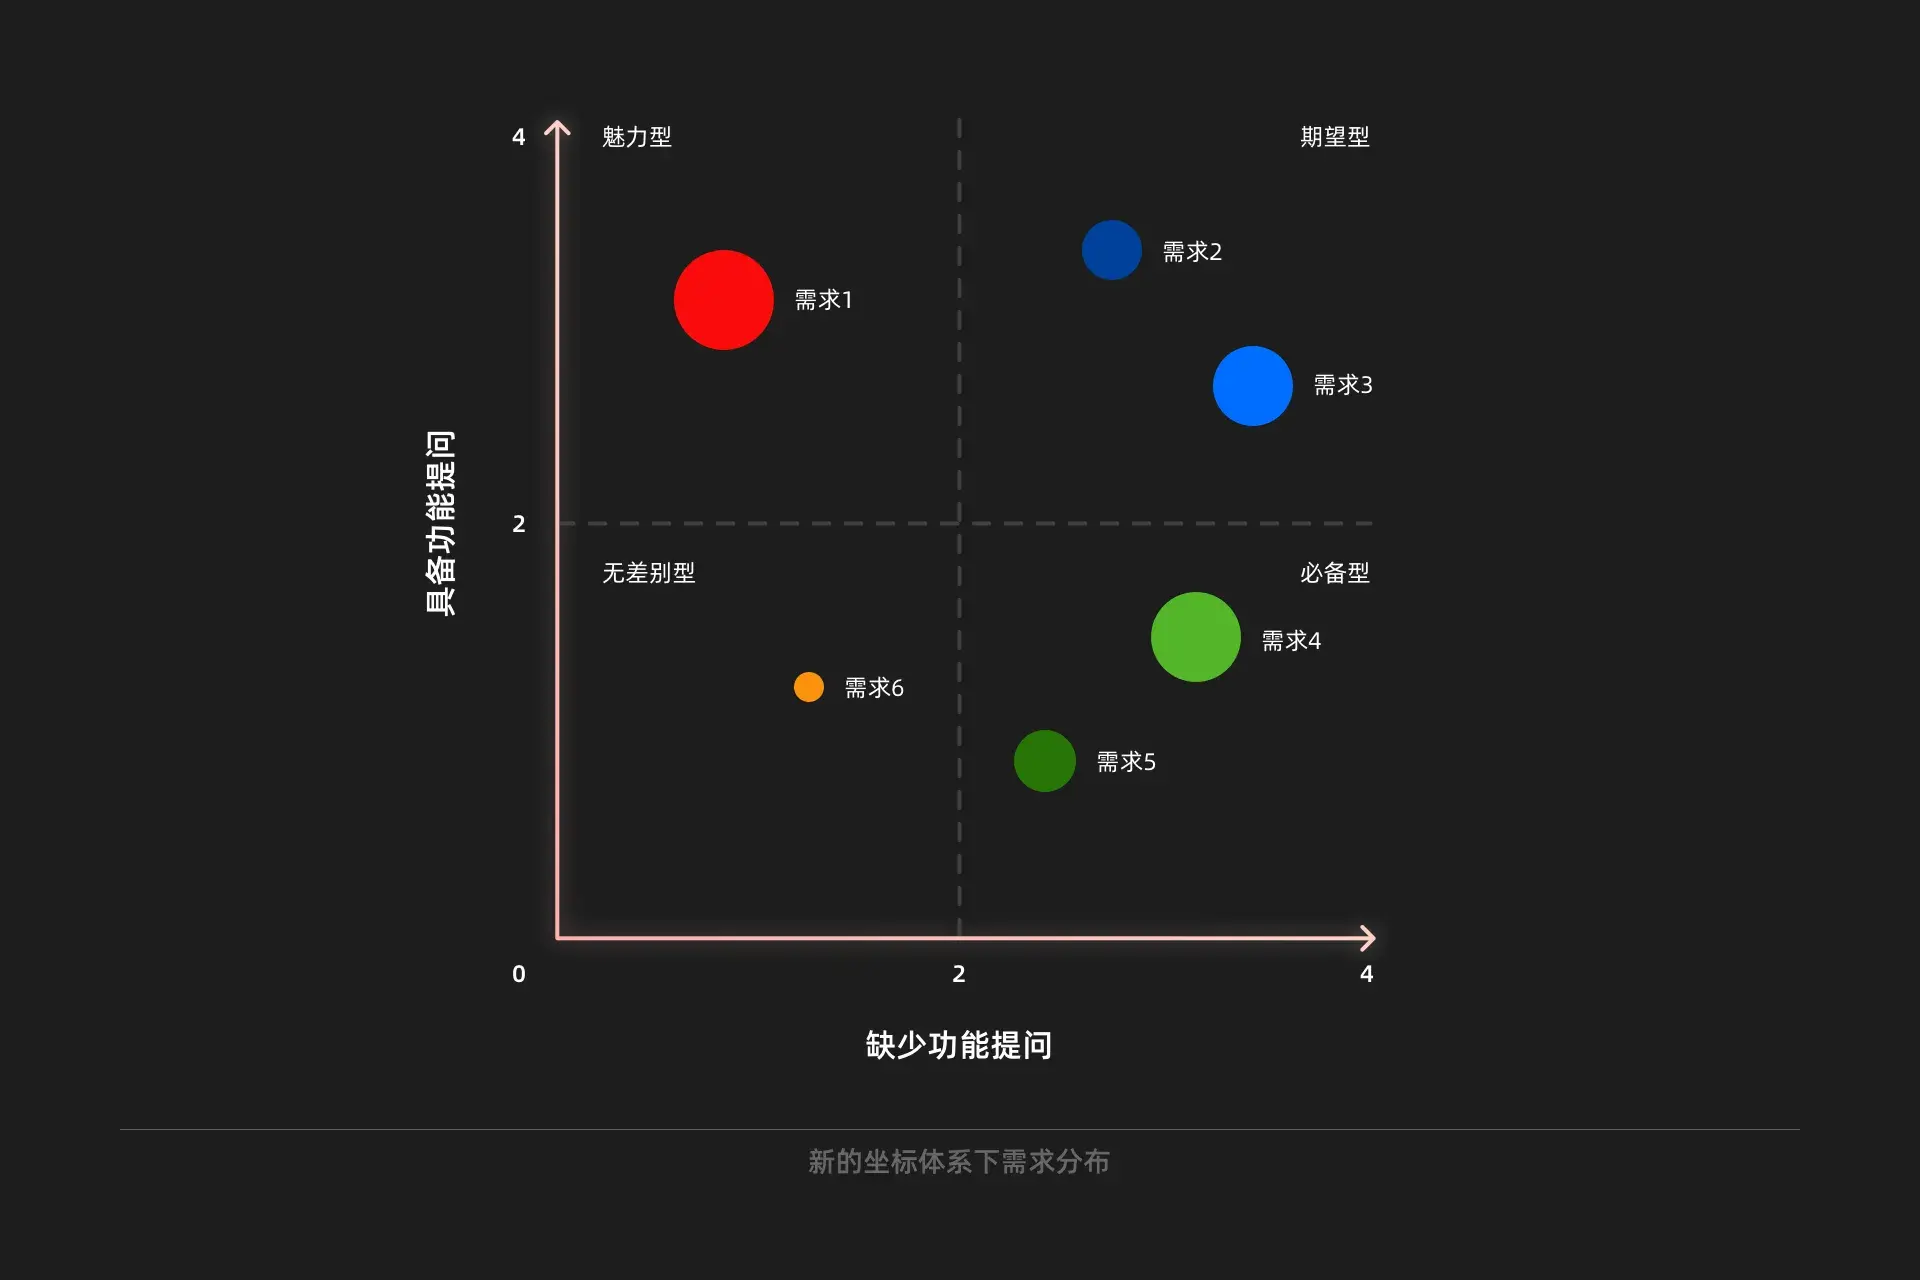 4
魅力型
期望型
需求2
需求1
需求3
具备功能提问
2
无差别型
必备型
需求4
需求6
需求5
0
2
4
缺少功能提问
新的坐标体系下需求分布